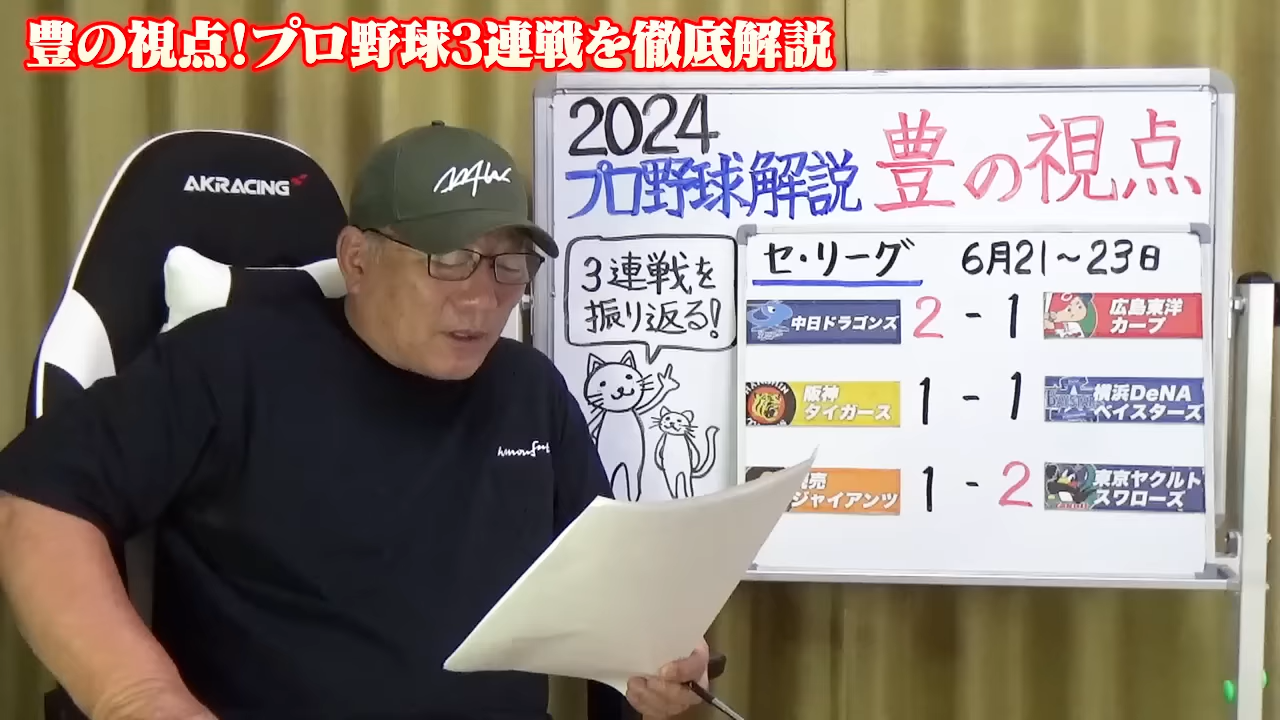 豊の視点!プロ野球3連戦を徹底解説
2024
プロ野球解説 豊の視点
AKRACING
3連戦を
振り返る!
セ・リーグ 6月21~23日
中日ドラゴンズ 2 - 1 広島東洋
カープ
阪神
タイガース 1 - 1 横浜DeNA
ベイスターズ
売
ジャイアンツ 1 - 2 東京ヤクルト
スワローズ